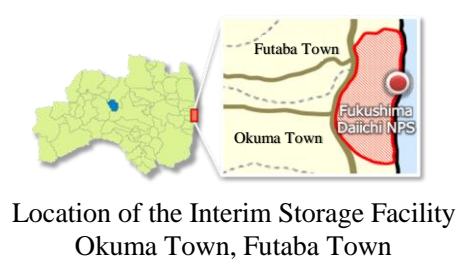 Futaba Town
Fukushima
Daiichi NPS
Okuma Town
Location of the Interim Storage Facility
Okuma Town, Futaba Town